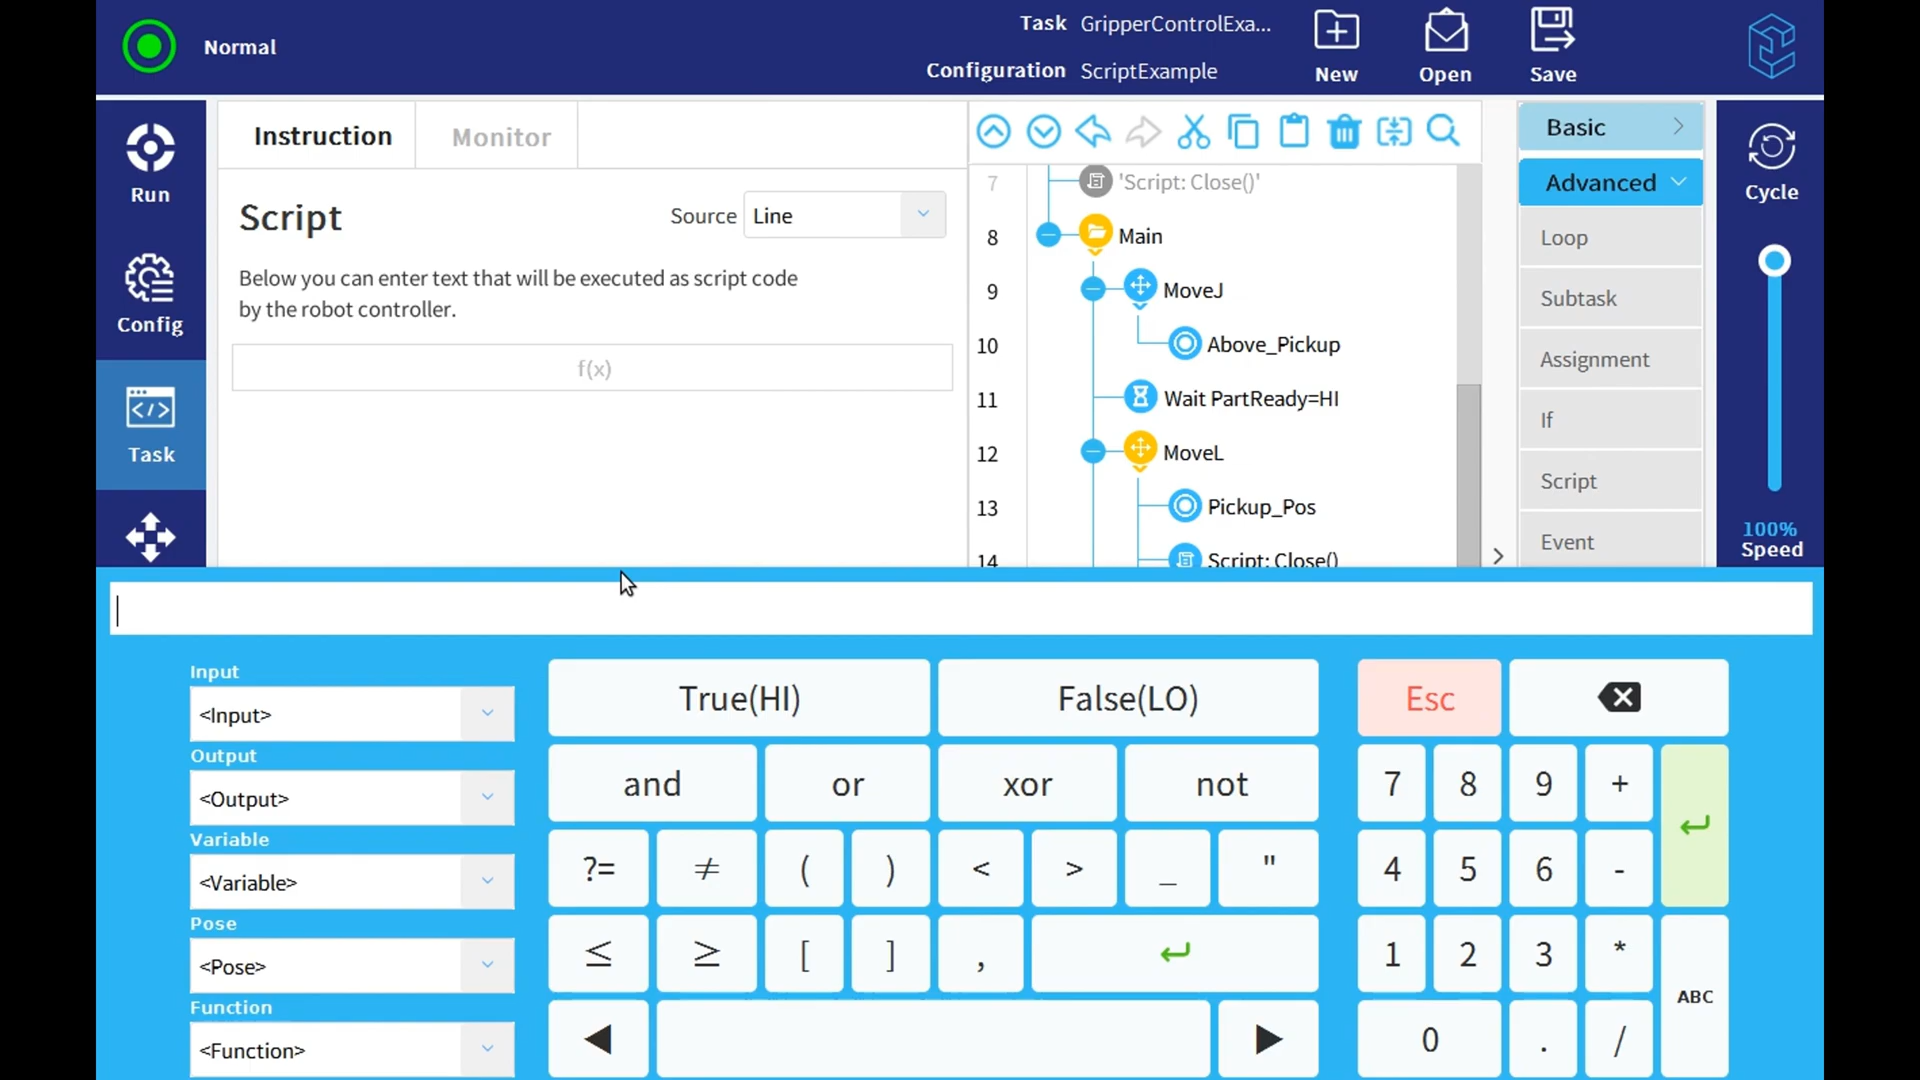 Normal
Task GripperControlExa...
Configuration ScriptExample
New
Open
Save
Run
Config
Task
Instruction
Monitor
Script
Source Line
Below you can enter text that will be executed as script code
by the robot controller.
f(x)
7 'Script: Close()'
8 Main
9 MoveJ
10 Above_Pickup
11 Wait PartReady=HI
12 MoveL
13 Pickup_Pos
14 Script: Close()
Basic
Advanced
Loop
Subtask
Assignment
If
Script
Event
Cycle
100%
Speed
Input
<Input>
Output
<Output>
Variable
<Variable>
Pose
<Pose>
Function
<Function>
True(HI) False(LO) Esc
and or xor not 7 8 9 +
?= ≠ ( ) < > _ " 4 5 6 -
≤ ≥ [ ] , 1 2 3 *
ABC
0 . /